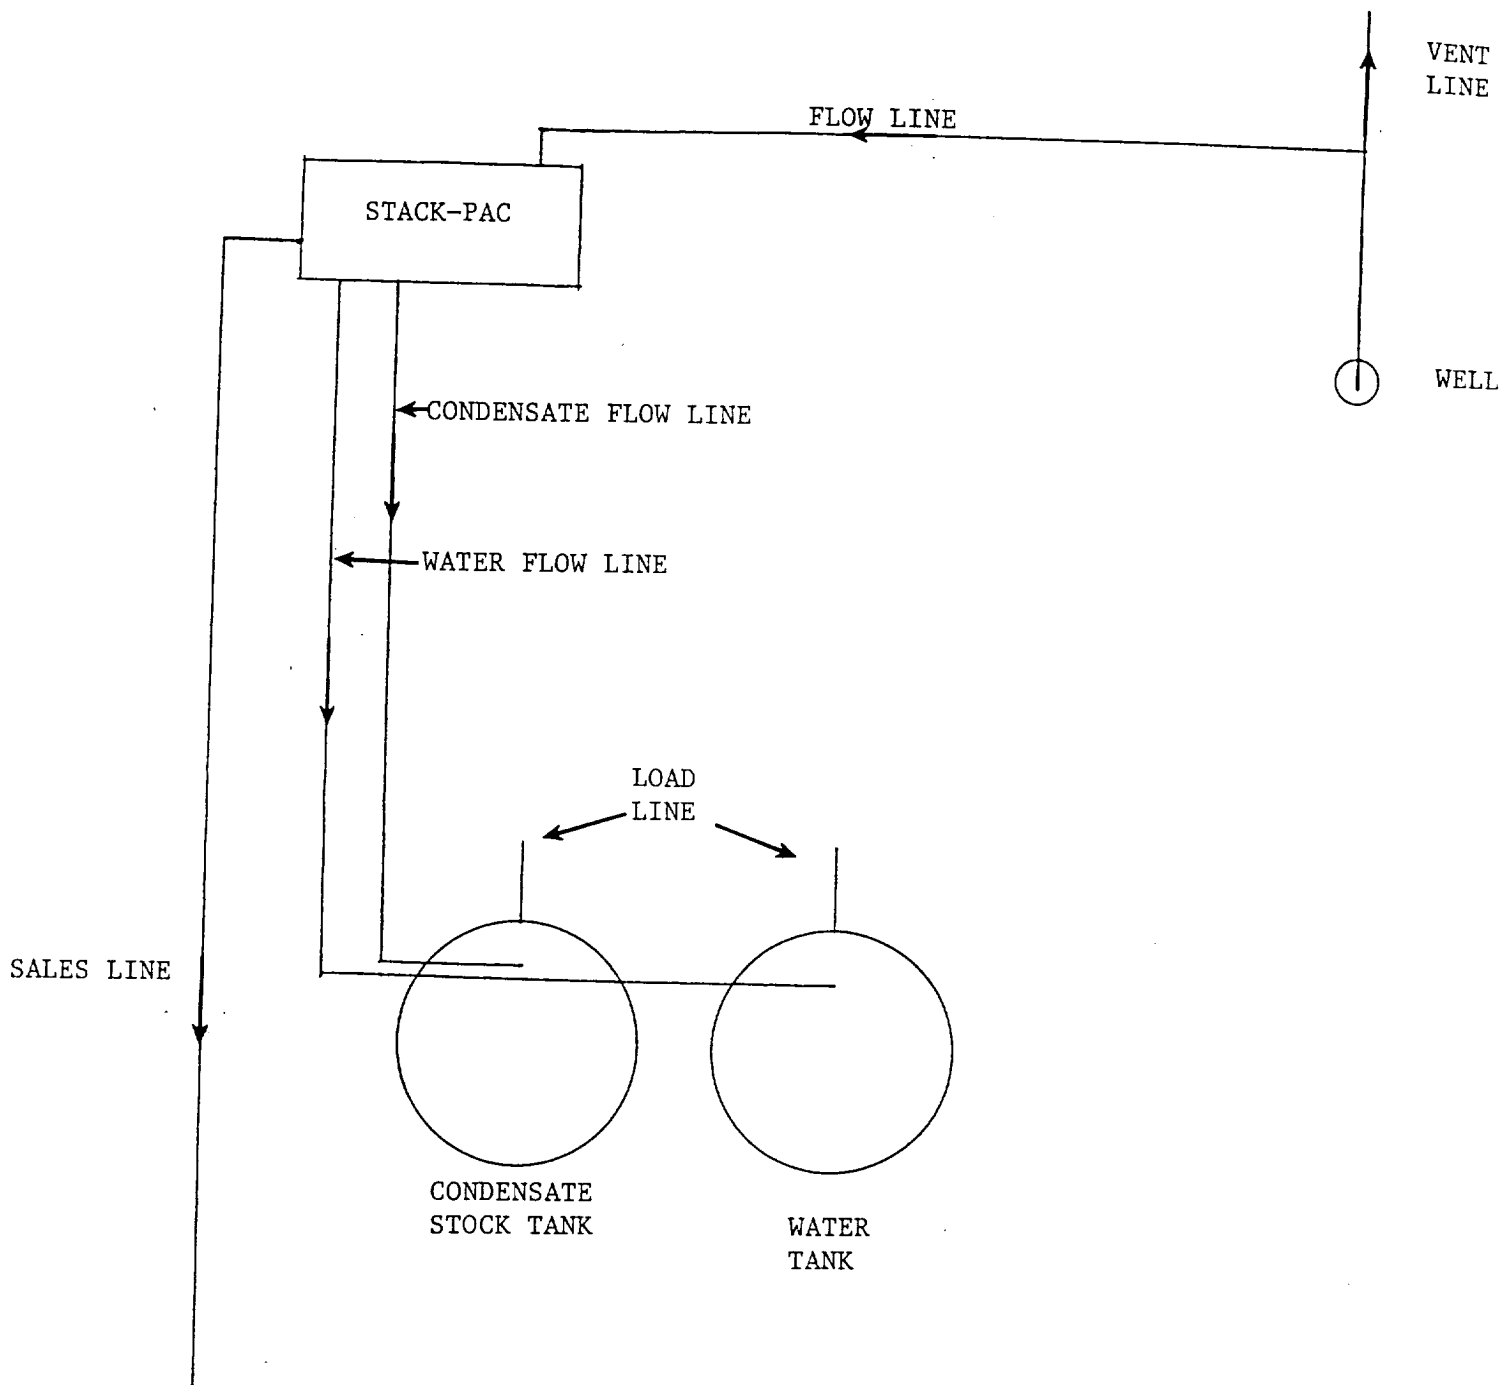 VENT
LINE
FLOW LINE
STACK-PAC
WELL
CONDENSATE FLOW LINE
WATER FLOW LINE
LOAD
LINE
SALES LINE
CONDENSATE
STOCK TANK
WATER
TANK